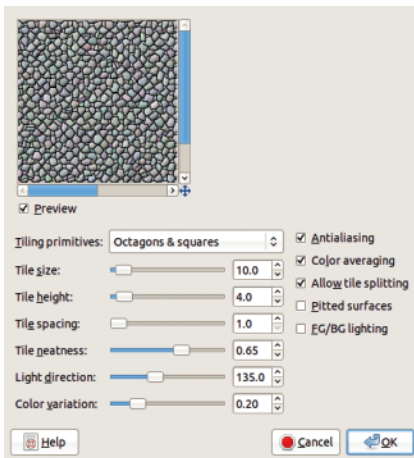 Preview
Tiling primitives: Octagons & squares
Antialiasing
Tile size: 10.0
Color averaging
Tile height: 4.0
Allow tile splitting
Tile spacing: 1.0
Pitted surfaces
Tile neatness: 0.65
FG/BG lighting
Light direction: 135.0
Color variation: 0.20
Help
Cancel
OK